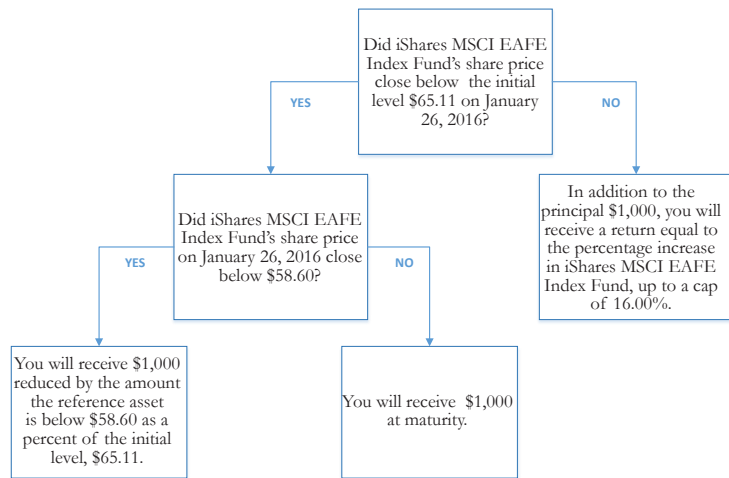 Did iShares MSCI EAFE
Index Fund's share price
close below the initial
level $65.11 on January
26, 2016?
YES
NO
Did iShares MSCI EAFE
Index Fund's share price
on January 26, 2016 close
below $58.60?
In addition to the
principal $1,000, you will
receive a return equal to
the percentage increase
in iShares MSCI EAFE
Index Fund, up to a cap
of 16.00%.
YES
NO
You will receive $1,000
reduced by the amount
the reference asset
is below $58.60 as a
percent of the initial
level, $65.11.
You will receive $1,000
at maturity.